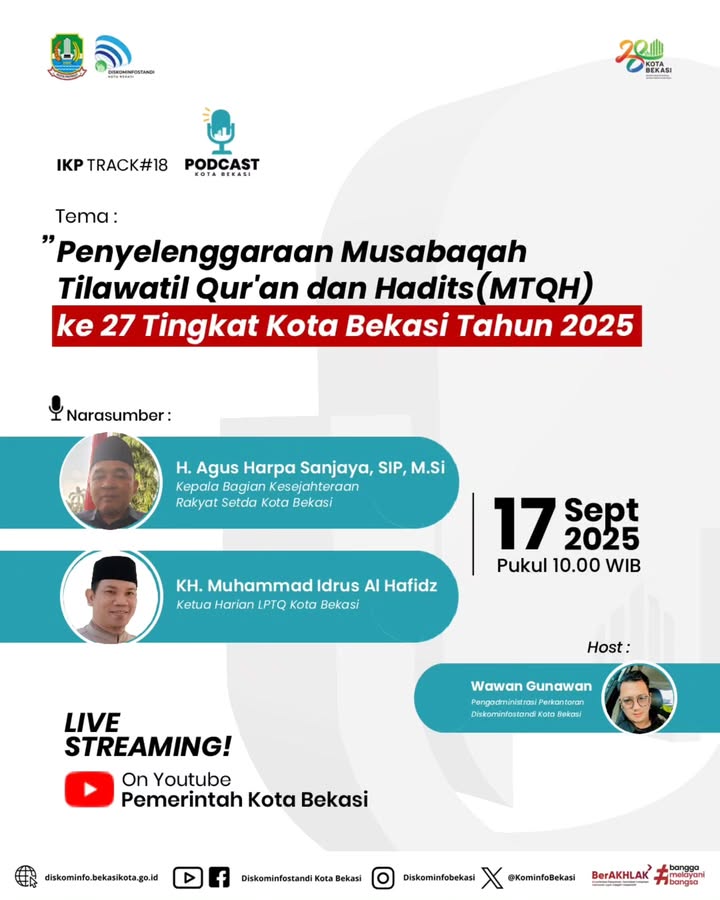 DISKOMINFOSTANDI
KOTA BEKASI
28
KOTA
BEKASI
IKP TRACK#18
PODCAST
KOTA BEKASI
Tema :
"Penyelenggaraan Musabaqah
Tilawatil Qur'an dan Hadits(MTQH)
ke 27 Tingkat Kota Bekasi Tahun 2025
Narasumber :
H. Agus Harpa Sanjaya, SIP, M.Si
Kepala Bagian Kesejahteraan
Rakyat Setda Kota Bekasi
17 Sept
2025
Pukul 10.00 WIB
KH. Muhammad Idrus Al Hafidz
Ketua Harian LPTQ Kota Bekasi
Host :
Wawan Gunawan
Pengadministrasi Perkantoran
Diskominfostandi Kota Bekasi
LIVE
STREAMING!
On Youtube
Pemerintah Kota Bekasi
diskominfo.bekasikota.go.id
Diskominfostandi Kota Bekasi
Diskominfobekasi
@KominfoBekasi
BerAKHLAK
#bangga
melayani
bangsa